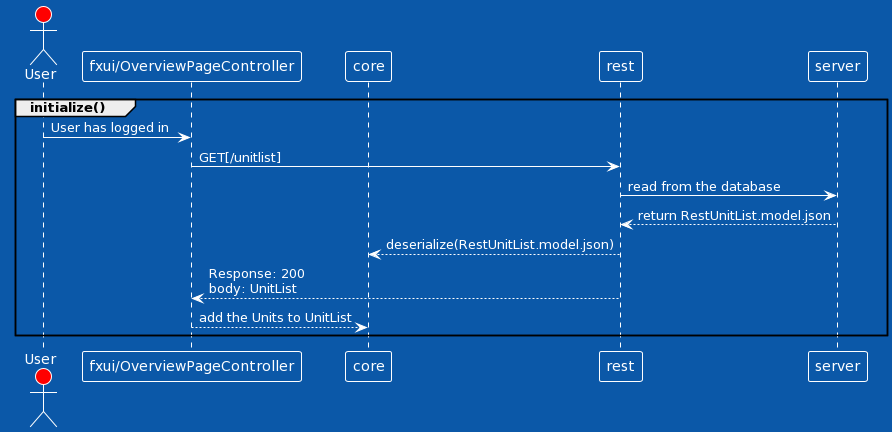 User
fxui/OverviewPageController
core
rest
server
initialize()
User has logged in
GET[/unitlist]
read from the database
return RestUnitList.model.json
deserialize(RestUnitList.model.json)
Response: 200
body: UnitList
add the Units to UnitList
User
fxui/OverviewPageController
core
rest
server